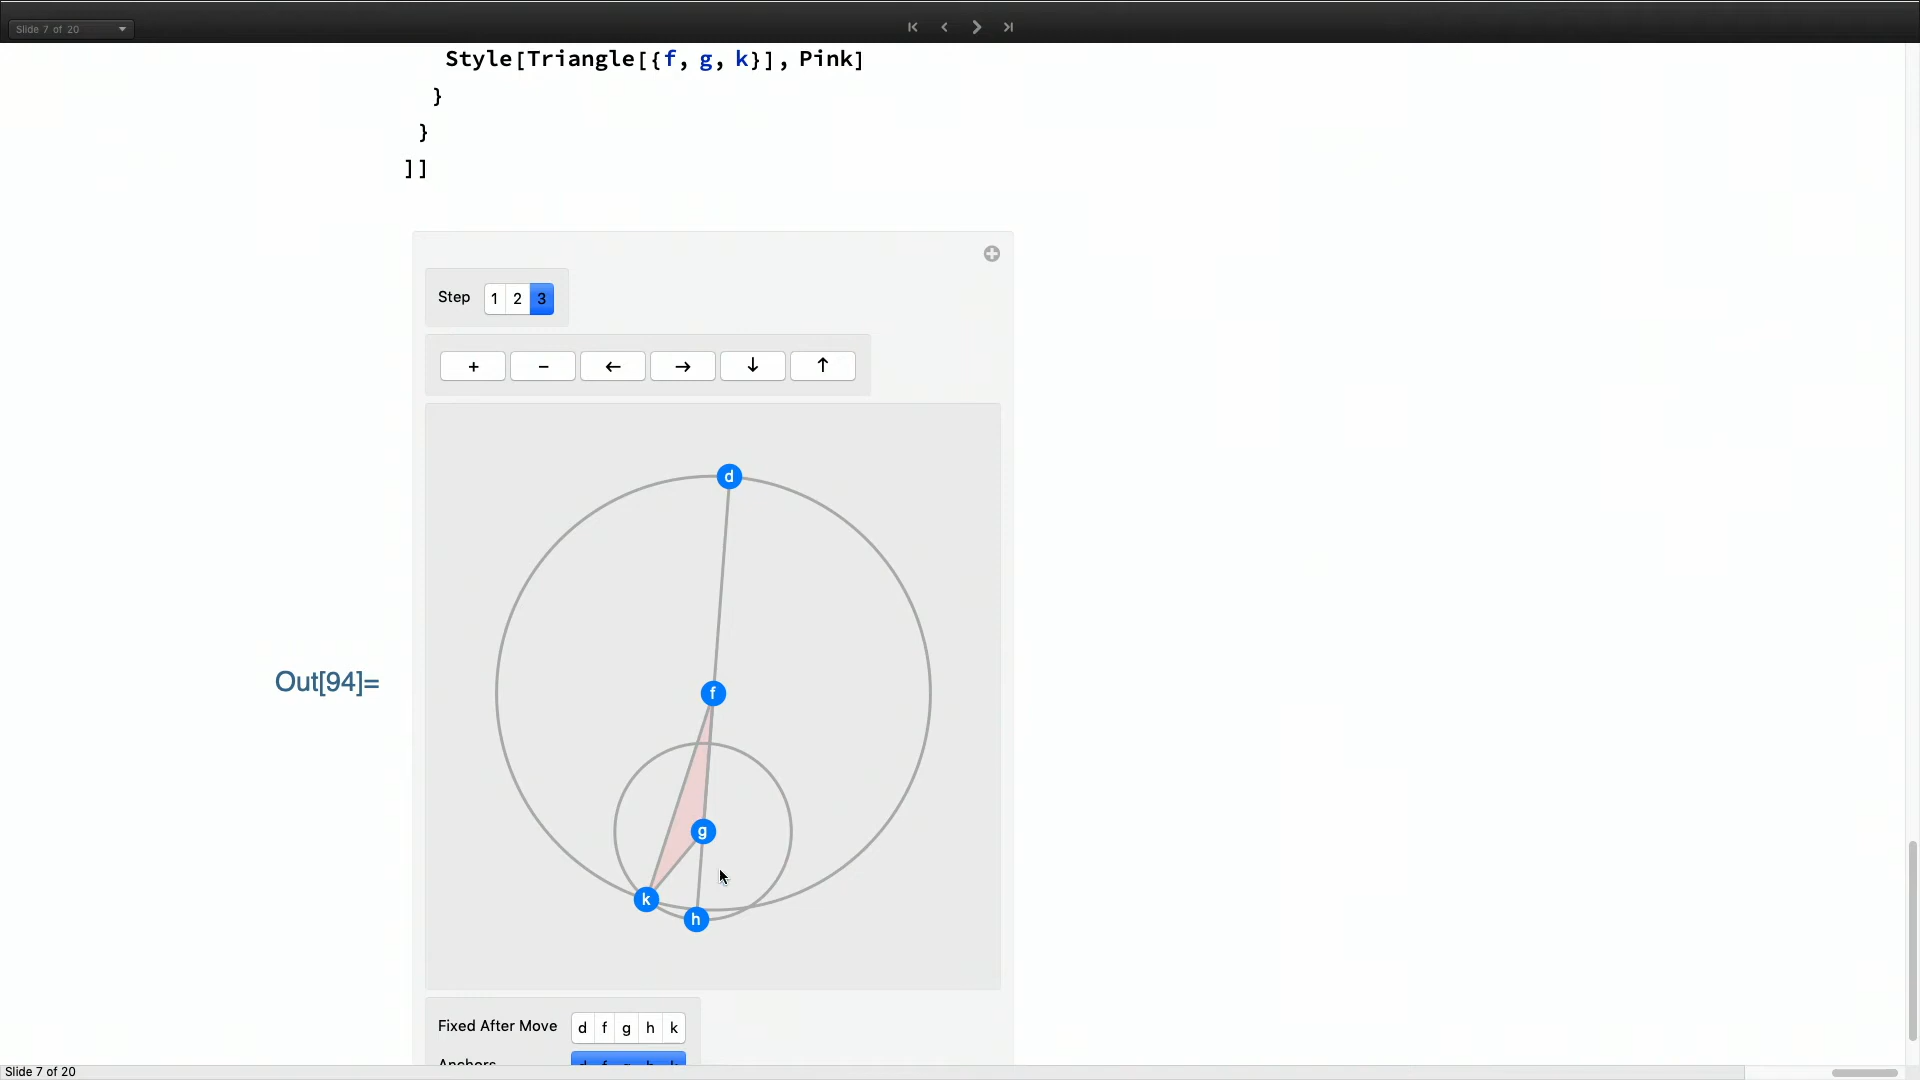 Slide 7 of 20
Style[Triangle[{f, g, k}], Pink]
}
}
]]
Step 1 2 3
+ − ← → ↓ ↑
d
f
g
k
h
Out[94]=
Fixed After Move d f g h k
Anchors d f g h k
Slide 7 of 20